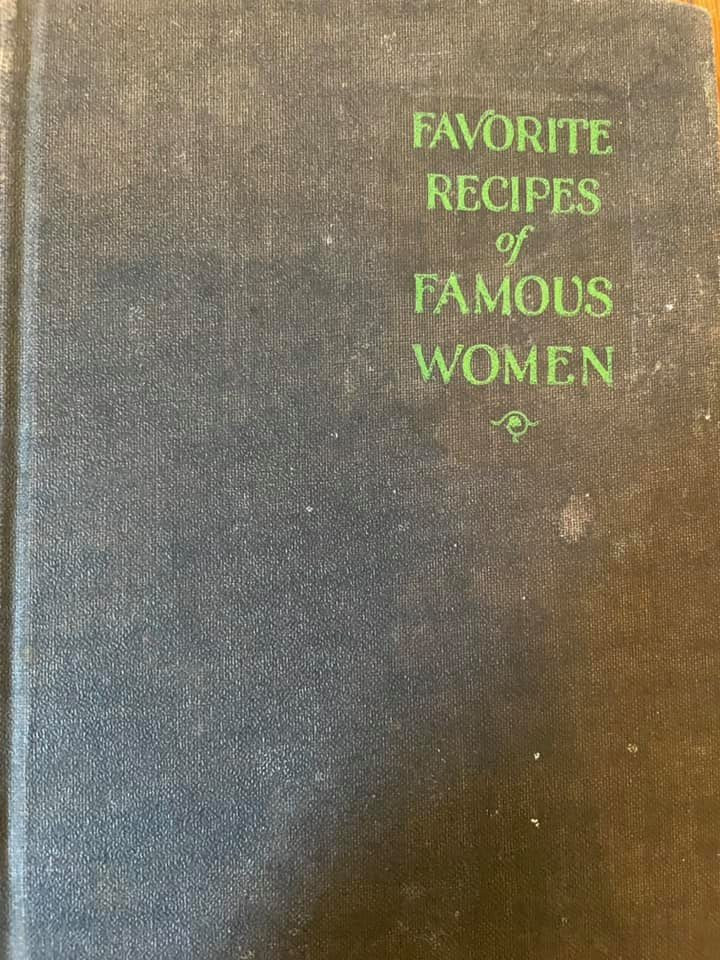 FAVORITE
RECIPES
of
FAMOUS
WOMEN